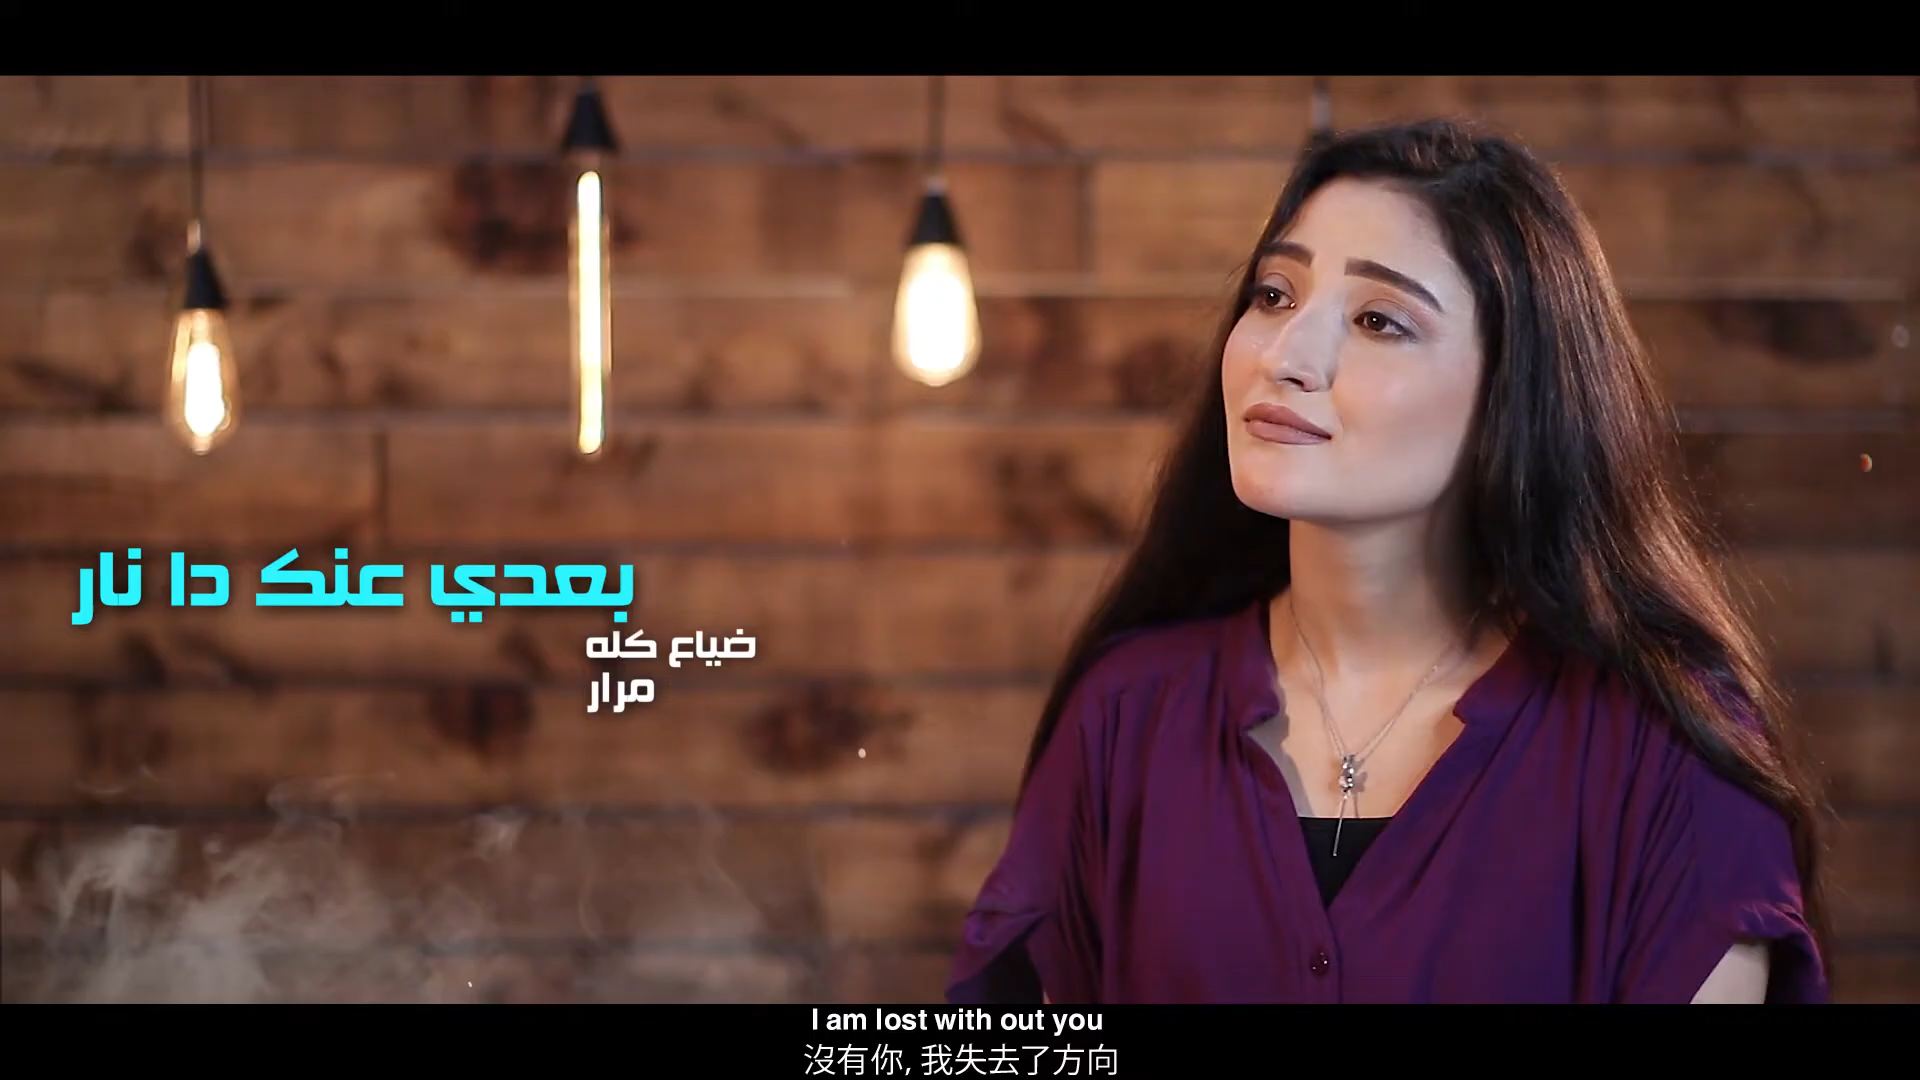 بعدي عنك دا نار
ضياع كله
مرار
I am lost with out you
沒有你, 我失去了方向